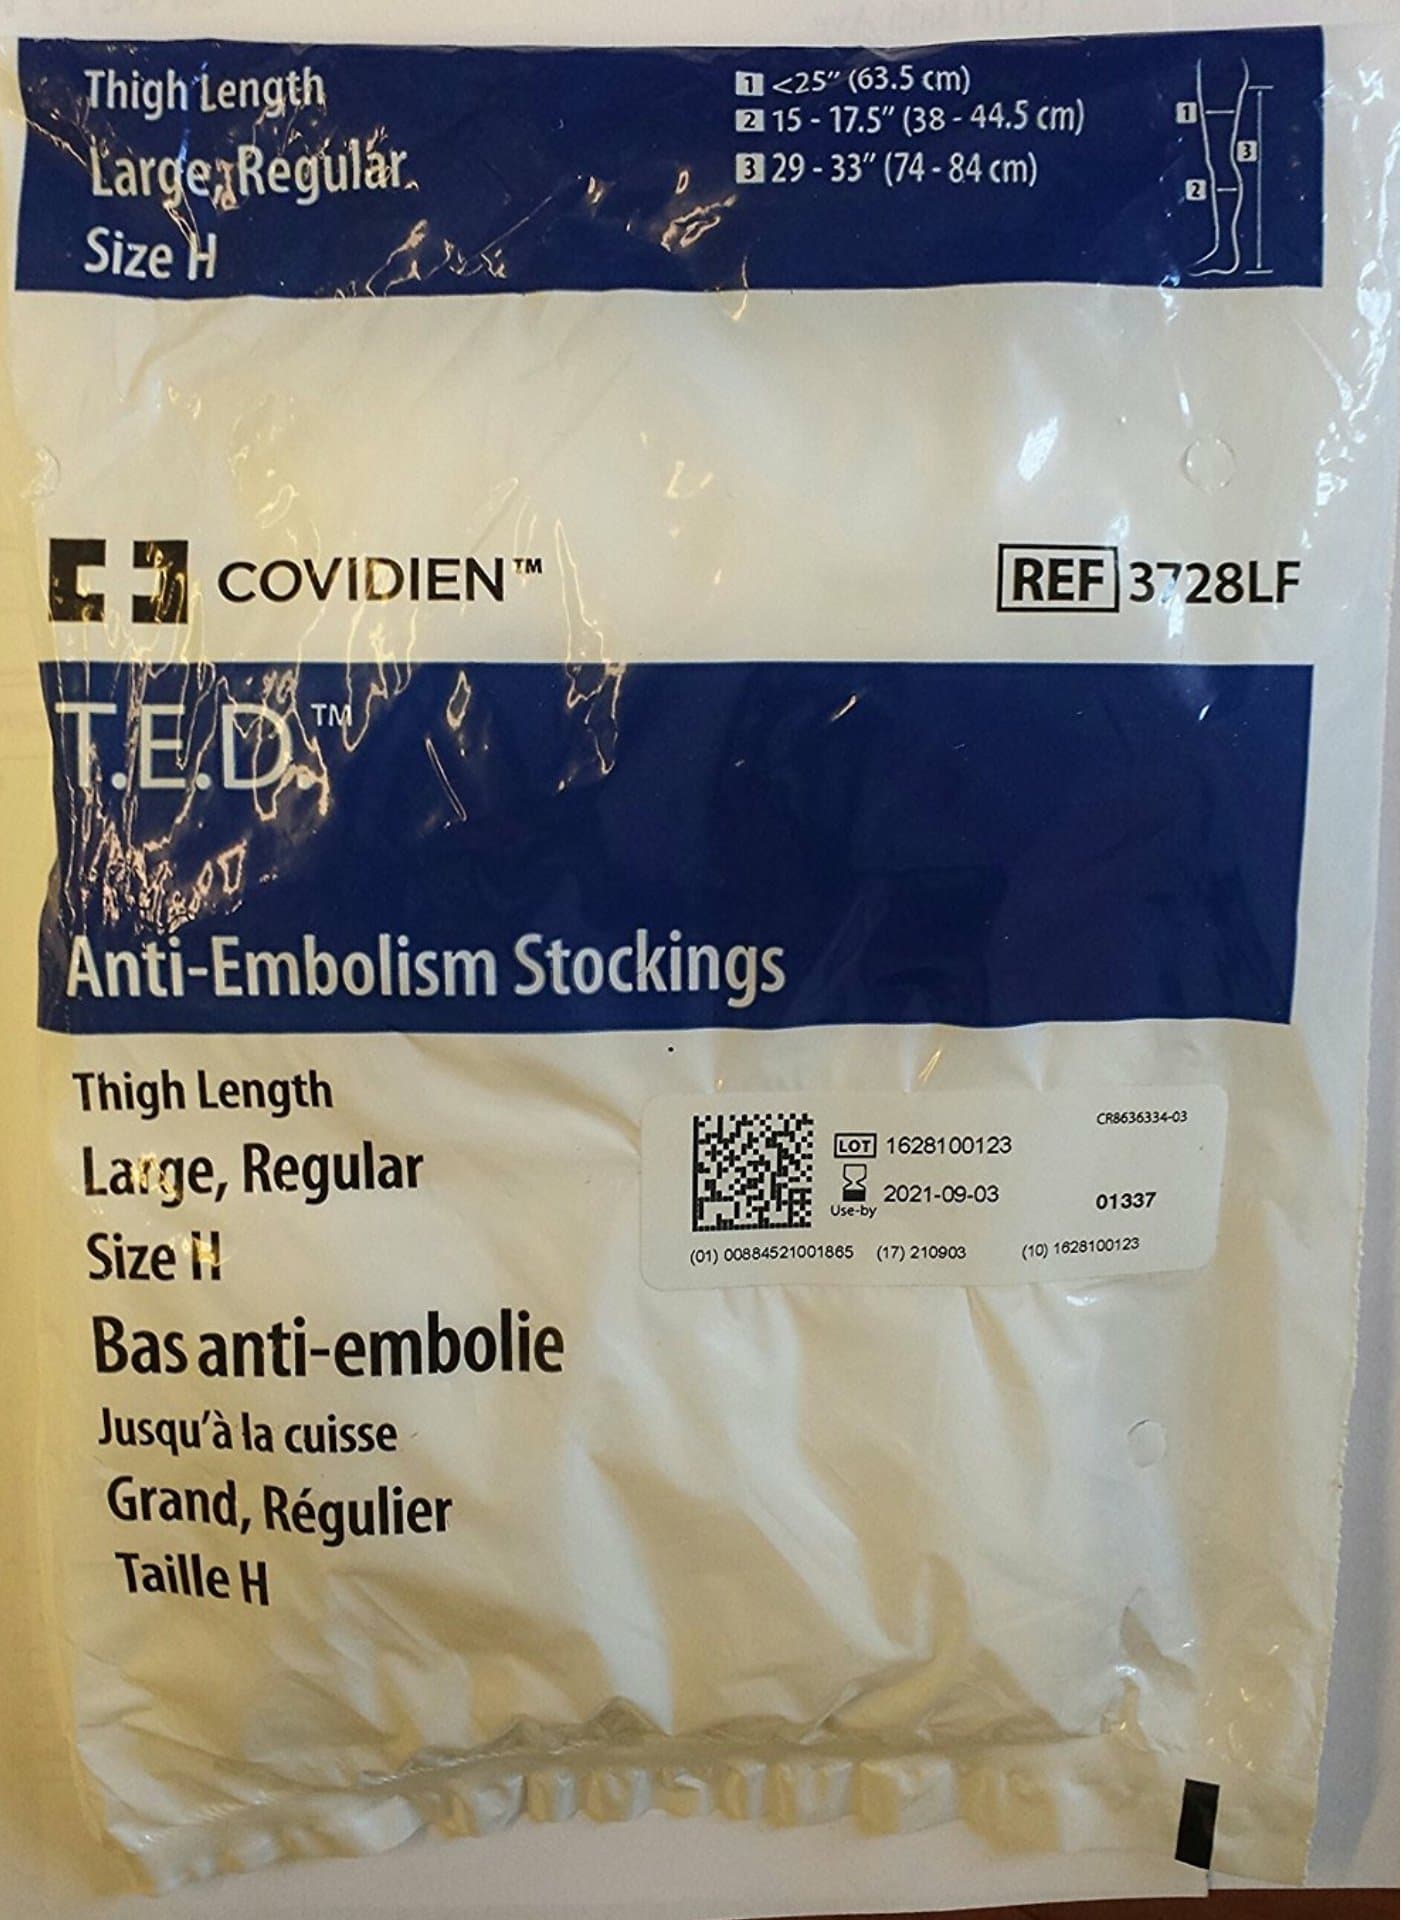 Thigh Length
Large, Regular
Size H
1 <25" (63.5 cm)
2 15 - 17.5" (38 - 44.5 cm)
3 29 - 33" (74 - 84 cm)
1
3
2
COVIDIEN™
REF 3728LF
T.E.D.™
Anti-Embolism Stockings
Thigh Length
Large, Regular
Size H
Bas anti-embolie
Jusqu'à la cuisse
Grand, Régulier
Taille H
CR8636334-03
LOT 1628100123
Use-by 2021-09-03
01337
(01) 00884521001865 (17) 210903 (10) 1628100123